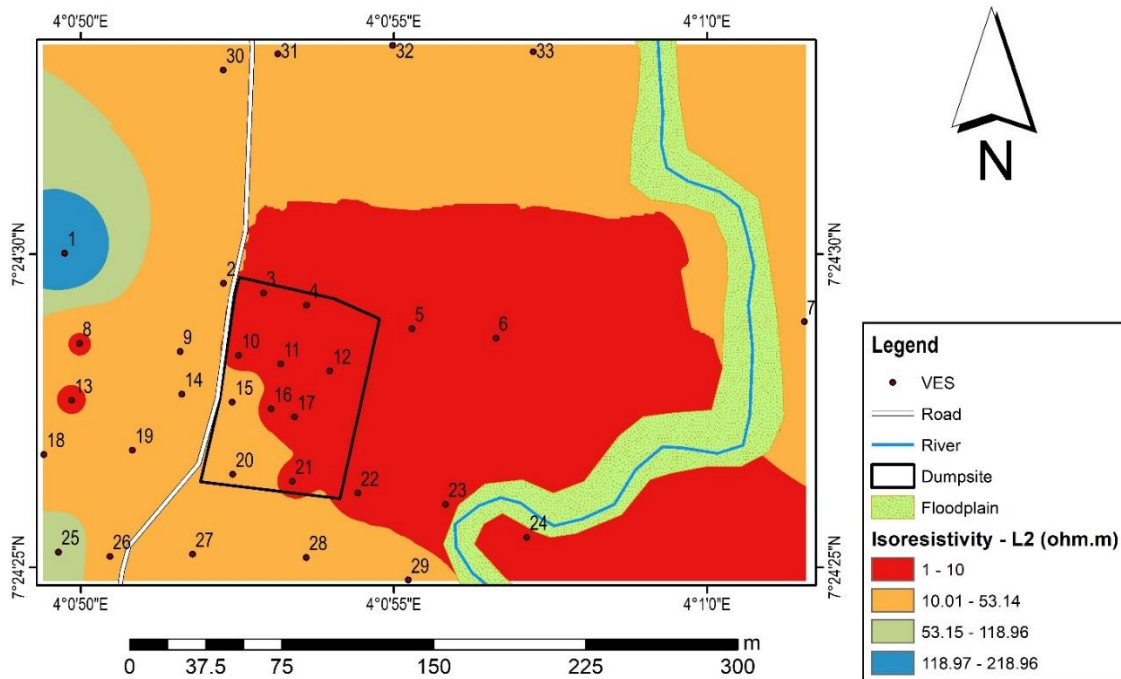 4°0'50"E 4°0'55"E 4°1'0"E
30 31 32 33
N
1
7°24'30"N 7°24'30"N
2 3 4
5 6 7
8 9
10 11 12
13 14 15 16 17
18 19
20 21 22
23
24
25 26 27 28
29
7°24'25"N 7°24'25"N
4°0'50"E 4°0'55"E 4°1'0"E
m
0 37.5 75 150 225 300
Legend
VES
Road
River
Dumpsite
Floodplain
Isoresistivity - L2 (ohm.m)
1 - 10
10.01 - 53.14
53.15 - 118.96
118.97 - 218.96